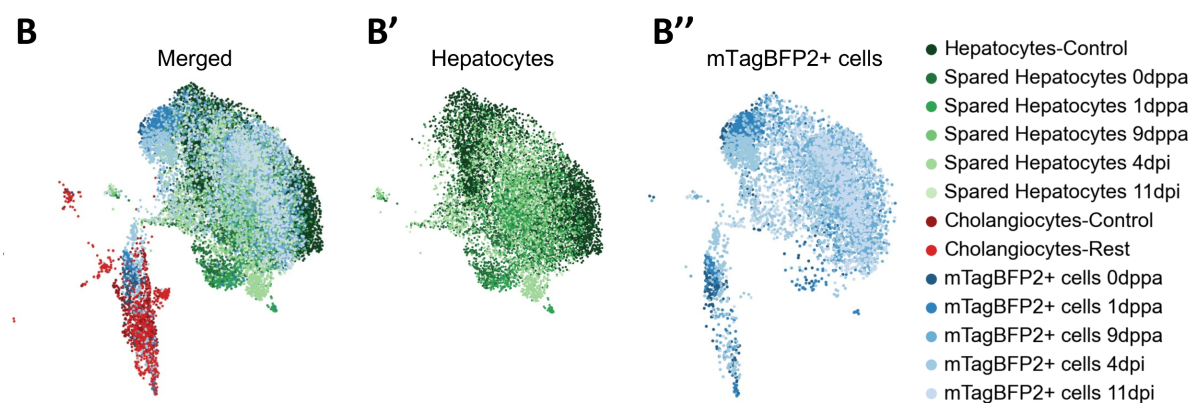 B
Merged
B′
Hepatocytes
B′′
mTagBFP2+ cells
Hepatocytes-Control
Spared Hepatocytes 0dppa
Spared Hepatocytes 1dppa
Spared Hepatocytes 9dppa
Spared Hepatocytes 4dpi
Spared Hepatocytes 11dpi
Cholangiocytes-Control
Cholangiocytes-Rest
mTagBFP2+ cells 0dppa
mTagBFP2+ cells 1dppa
mTagBFP2+ cells 9dppa
mTagBFP2+ cells 4dpi
mTagBFP2+ cells 11dpi